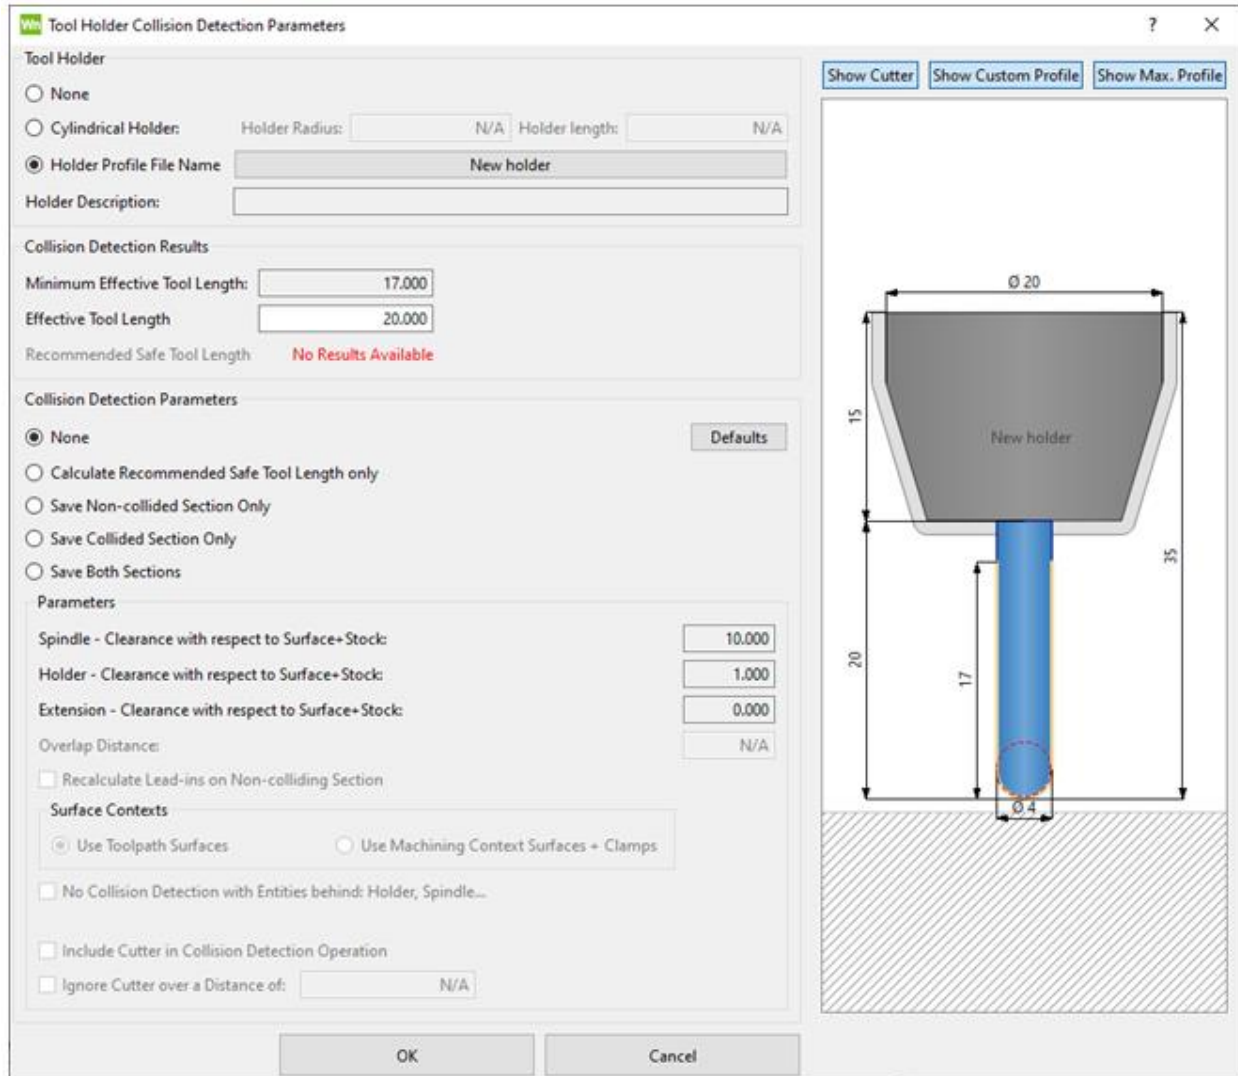 Wn Tool Holder Collision Detection Parameters ? ×
Tool Holder
None
Cylindrical Holder: Holder Radius: N/A Holder length: N/A
Holder Profile File Name New holder
Holder Description:
Collision Detection Results
Minimum Effective Tool Length: 17.000
Effective Tool Length 20.000
Recommended Safe Tool Length No Results Available
Collision Detection Parameters
None Defaults
Calculate Recommended Safe Tool Length only
Save Non-collided Section Only
Save Collided Section Only
Save Both Sections
Parameters
Spindle - Clearance with respect to Surface+Stock: 10.000
Holder - Clearance with respect to Surface+Stock: 1.000
Extension - Clearance with respect to Surface+Stock: 0.000
Overlap Distance: N/A
Recalculate Lead-ins on Non-colliding Section
Surface Contexts
Use Toolpath Surfaces Use Machining Context Surfaces + Clamps
No Collision Detection with Entities behind: Holder, Spindle...
Include Cutter in Collision Detection Operation
Ignore Cutter over a Distance of: N/A
OK Cancel
Show Cutter Show Custom Profile Show Max. Profile
Ø 20
15
New holder
35
20
17
Ø 4